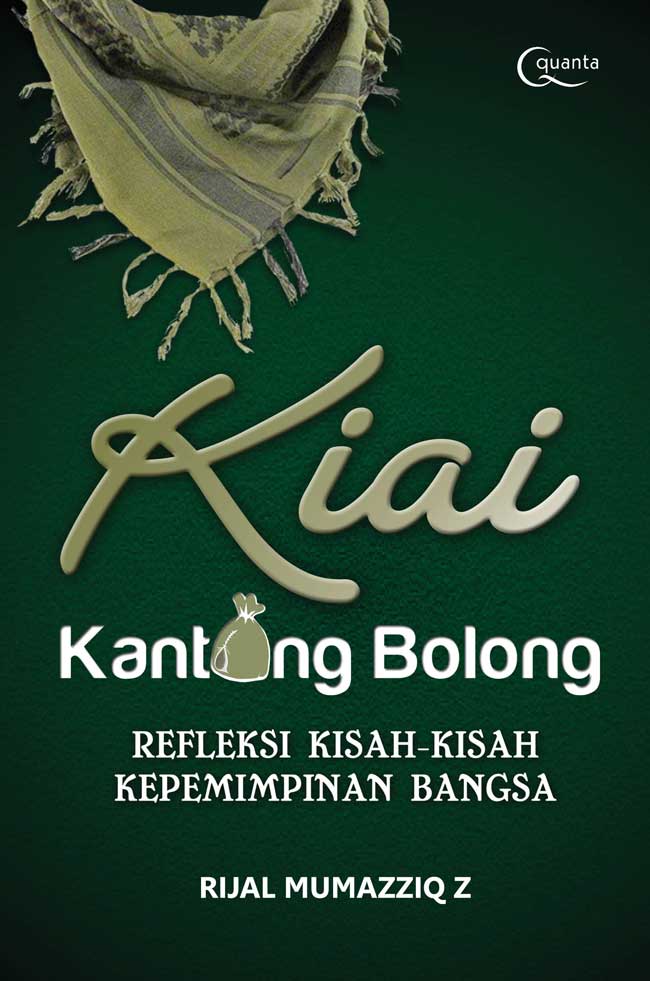 quanta
Kiai
Kantong Bolong
REFLEKSI KISAH-KISAH
KEPEMIMPINAN BANGSA
RIJAL MUMAZZIQ Z